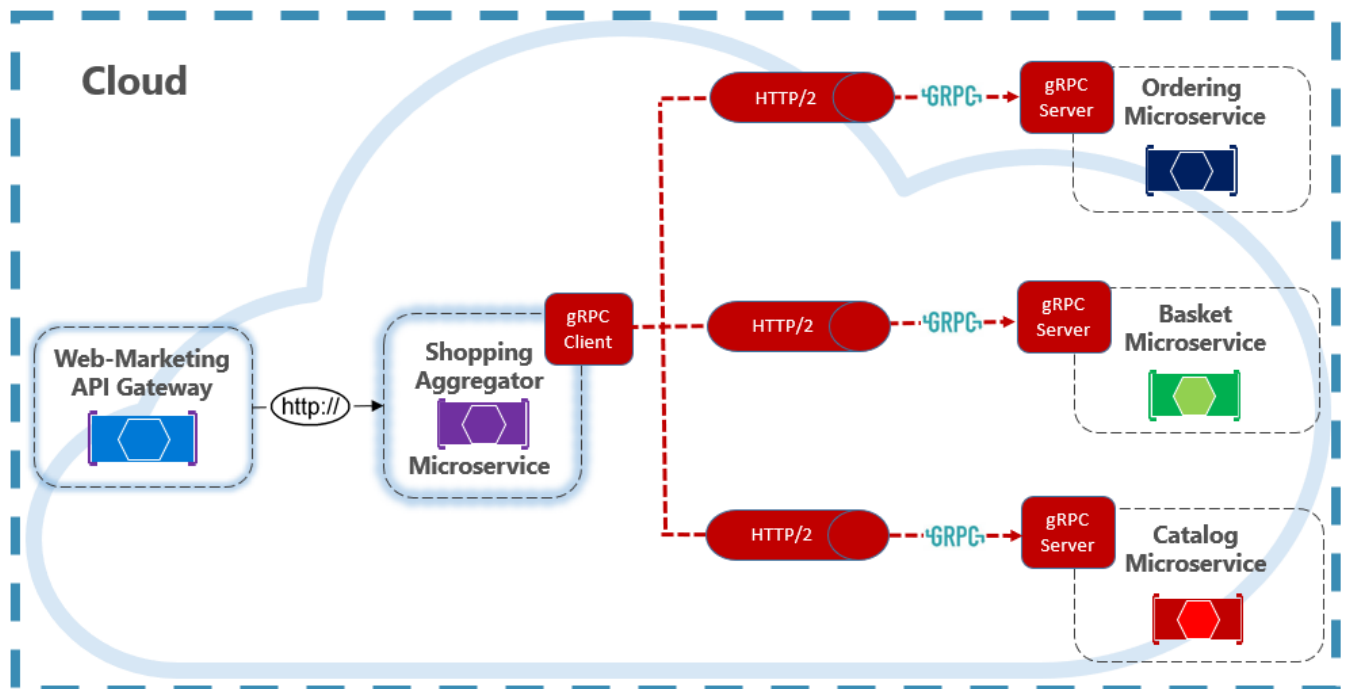 Cloud
HTTP/2
GRPC
gRPC
Server
Ordering
Microservice
Web-Marketing
API Gateway
http://
Shopping
Aggregator
Microservice
gRPC
Client
HTTP/2
GRPC
gRPC
Server
Basket
Microservice
HTTP/2
GRPC
gRPC
Server
Catalog
Microservice